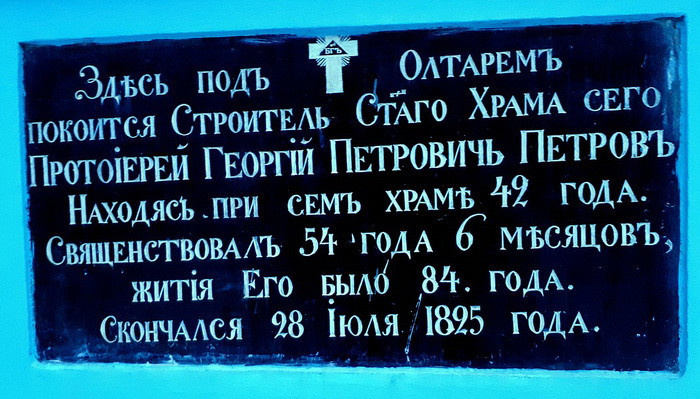 БГЪ
Здѣсь подъ Олтаремъ
покоится Строитель Стаго Храма сего
Протоіерей Георгій Петровичь Петровъ
Находясь при семъ храмѣ 42 года.
Священствовалъ 54 года 6 мѣсяцовъ,
житія Его было 84. года.
Скончался 28 Іюля 1825 года.